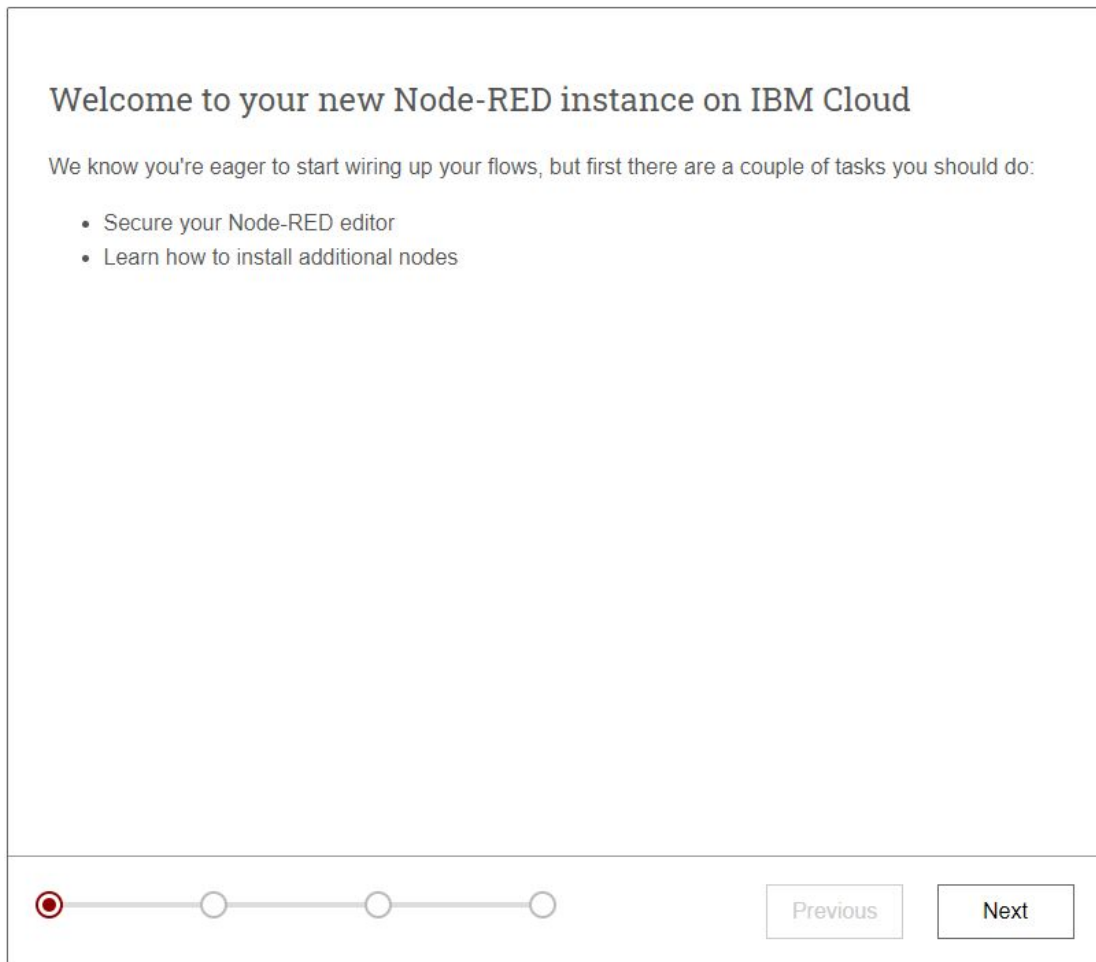 Welcome to your new Node-RED instance on IBM Cloud
We know you're eager to start wiring up your flows, but first there are a couple of tasks you should do:
• Secure your Node-RED editor
• Learn how to install additional nodes
Previous
Next